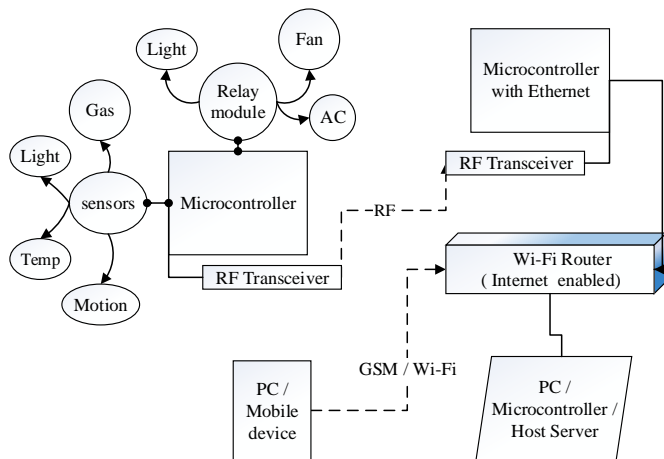 Light
Fan
Relay
module
AC
Gas
Light
sensors
Temp
Motion
Microcontroller
RF Transceiver
RF
Microcontroller
with Ethernet
RF Transceiver
Wi-Fi Router
( Internet enabled)
GSM / Wi-Fi
PC /
Mobile
device
PC /
Microcontroller /
Host Server